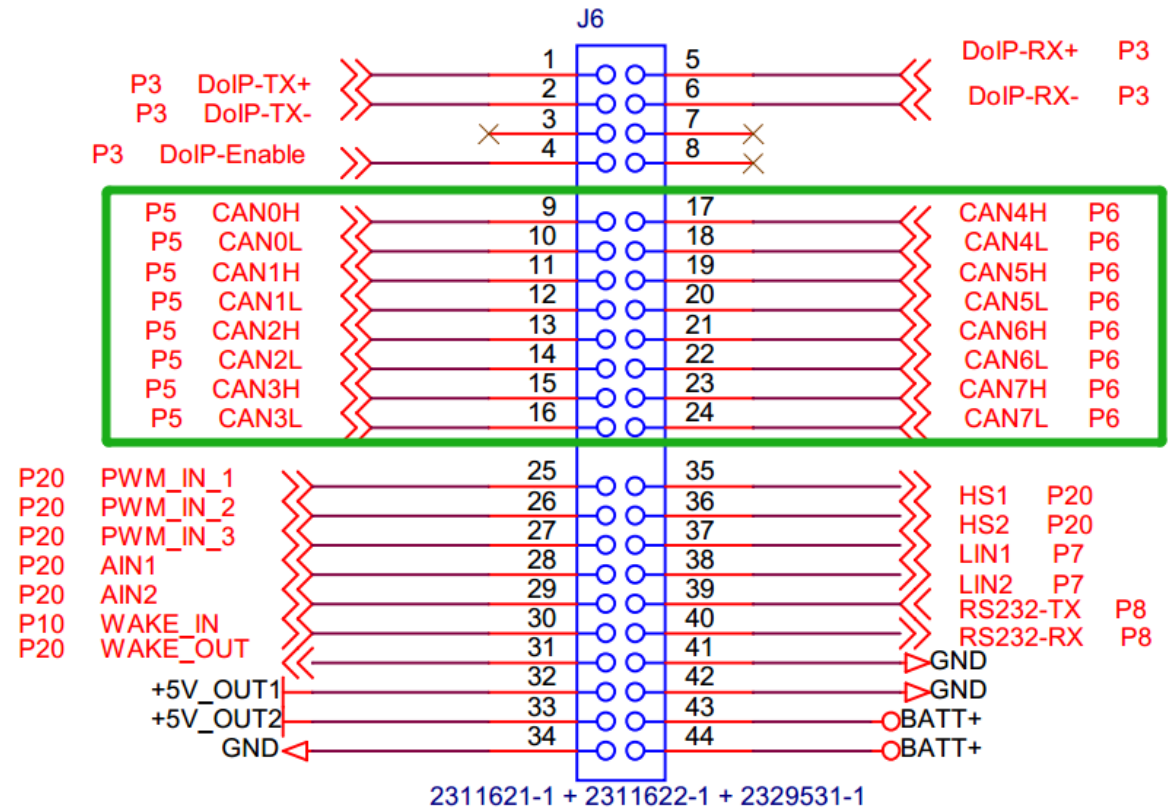 J6
1 5 DoIP-RX+ P3
P3 DoIP-TX+ 2 6 DoIP-RX- P3
P3 DoIP-TX- 3 7
P3 DoIP-Enable 4 8
P5 CAN0H 9 17 CAN4H P6
P5 CAN0L 10 18 CAN4L P6
P5 CAN1H 11 19 CAN5H P6
P5 CAN1L 12 20 CAN5L P6
P5 CAN2H 13 21 CAN6H P6
P5 CAN2L 14 22 CAN6L P6
P5 CAN3H 15 23 CAN7H P6
P5 CAN3L 16 24 CAN7L P6
P20 PWM_IN_1 25 35 HS1 P20
P20 PWM_IN_2 26 36 HS2 P20
P20 PWM_IN_3 27 37 LIN1 P7
P20 AIN1 28 38 LIN2 P7
P20 AIN2 29 39 RS232-TX P8
P10 WAKE_IN 30 40 RS232-RX P8
P20 WAKE_OUT 31 41 GND
+5V_OUT1 32 42 GND
+5V_OUT2 33 43 BATT+
GND 34 44 BATT+
2311621-1 + 2311622-1 + 2329531-1